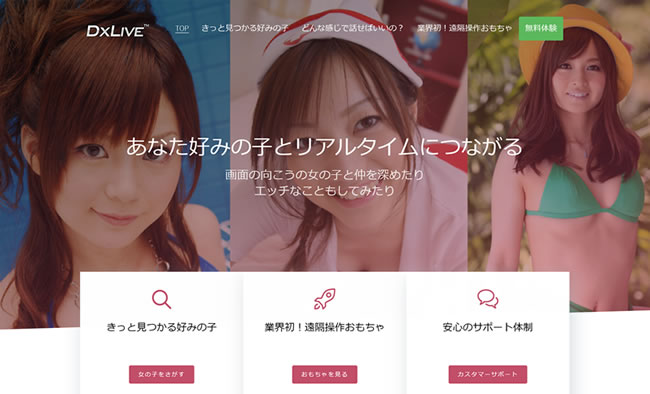 DXLIVE™
TOP きっと見つかる好みの子 どんな感じで話せばいいの？ 業界初！遠隔操作おもちゃ 無料体験
あなた好みの子とリアルタイムにつながる
画面の向こうの女の子と仲を深めたり
エッチなこともしてみたり
きっと見つかる好みの子
女の子をさがす
業界初！遠隔操作おもちゃ
おもちゃを見る
安心のサポート体制
カスタマーサポート